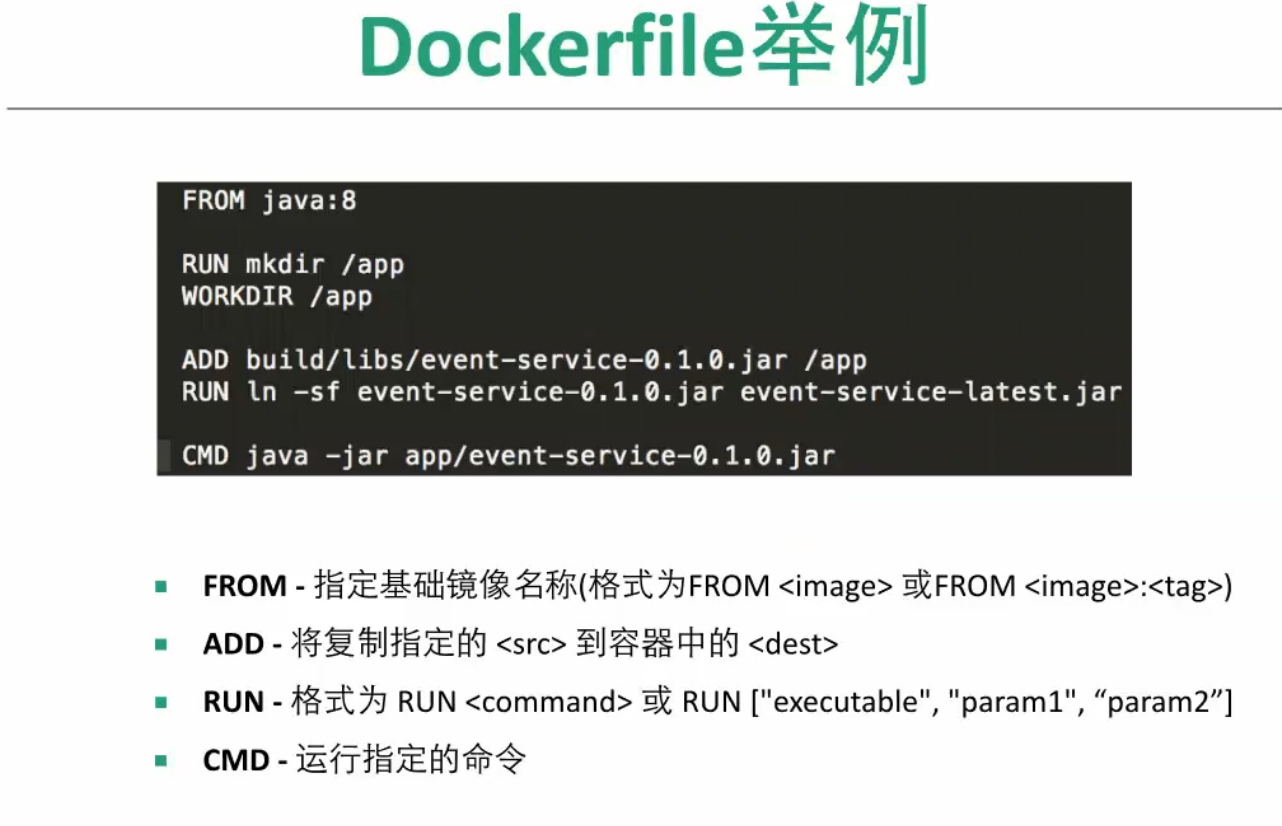 Dockerfile举例
FROM java:8
RUN mkdir /app
WORKDIR /app
ADD build/libs/event-service-0.1.0.jar /app
RUN ln -sf event-service-0.1.0.jar event-service-latest.jar
CMD java -jar app/event-service-0.1.0.jar
▪ FROM - 指定基础镜像名称(格式为FROM <image> 或FROM <image>:<tag>)
▪ ADD - 将复制指定的 <src> 到容器中的 <dest>
▪ RUN - 格式为 RUN <command> 或 RUN ["executable", "param1", “param2”]
▪ CMD - 运行指定的命令